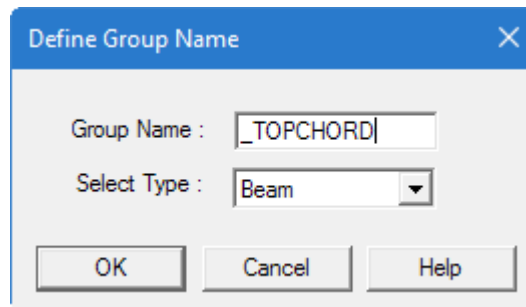 Define Group Name
Group Name : _TOPCHORD
Select Type : Beam
OK Cancel Help